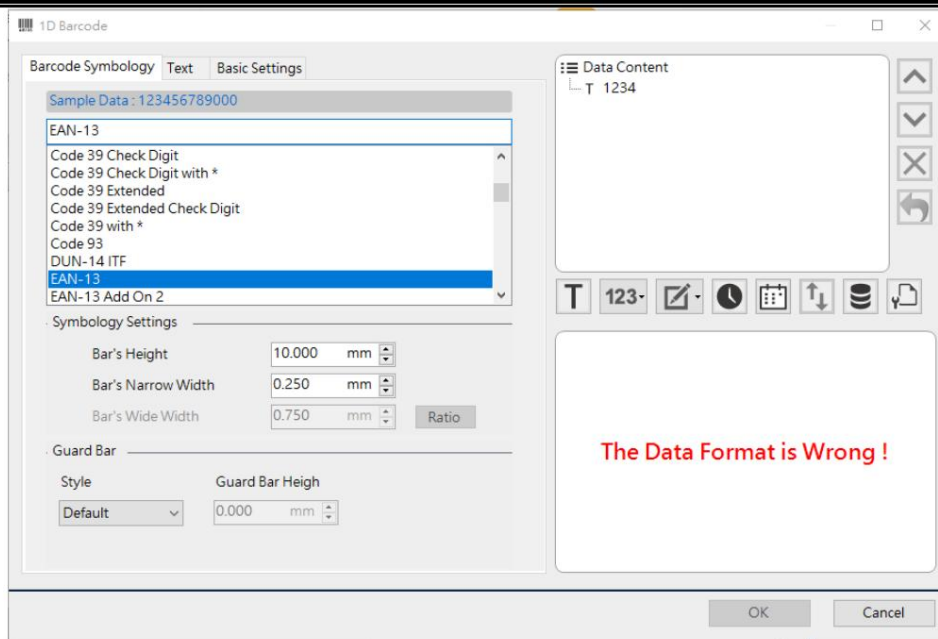 1D Barcode
Barcode Symbology Text Basic Settings
Sample Data : 123456789000
EAN-13
Code 39 Check Digit
Code 39 Check Digit with *
Code 39 Extended
Code 39 Extended Check Digit
Code 39 with *
Code 93
DUN-14 ITF
EAN-13
EAN-13 Add On 2
Symbology Settings
Bar's Height 10.000 mm
Bar's Narrow Width 0.250 mm
Bar's Wide Width 0.750 mm Ratio
Guard Bar
Style Guard Bar Heigh
Default 0.000 mm
Data Content
T 1234
T 123
The Data Format is Wrong !
OK Cancel